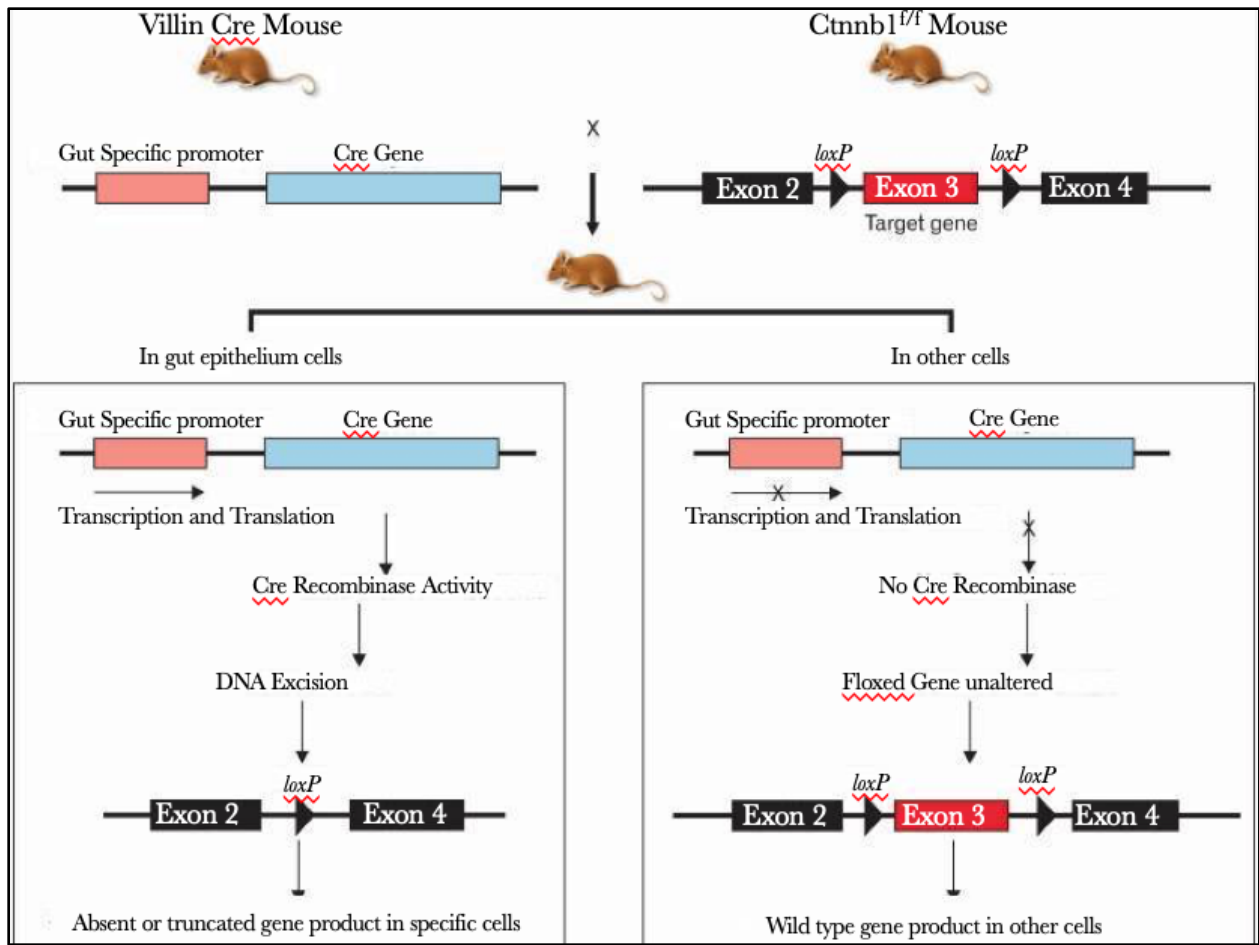 Villin Cre Mouse
Ctnnb1f/f Mouse
X
Gut Specific promoter
Cre Gene
loxP
loxP
Exon 2
Exon 3
Exon 4
Target gene
In gut epithelium cells
In other cells
Gut Specific promoter
Cre Gene
Transcription and Translation
Cre Recombinase Activity
DNA Excision
loxP
Exon 2
Exon 4
Absent or truncated gene product in specific cells
Gut Specific promoter
Cre Gene
X
Transcription and Translation
X
No Cre Recombinase
Floxed Gene unaltered
loxP
loxP
Exon 2
Exon 3
Exon 4
Wild type gene product in other cells